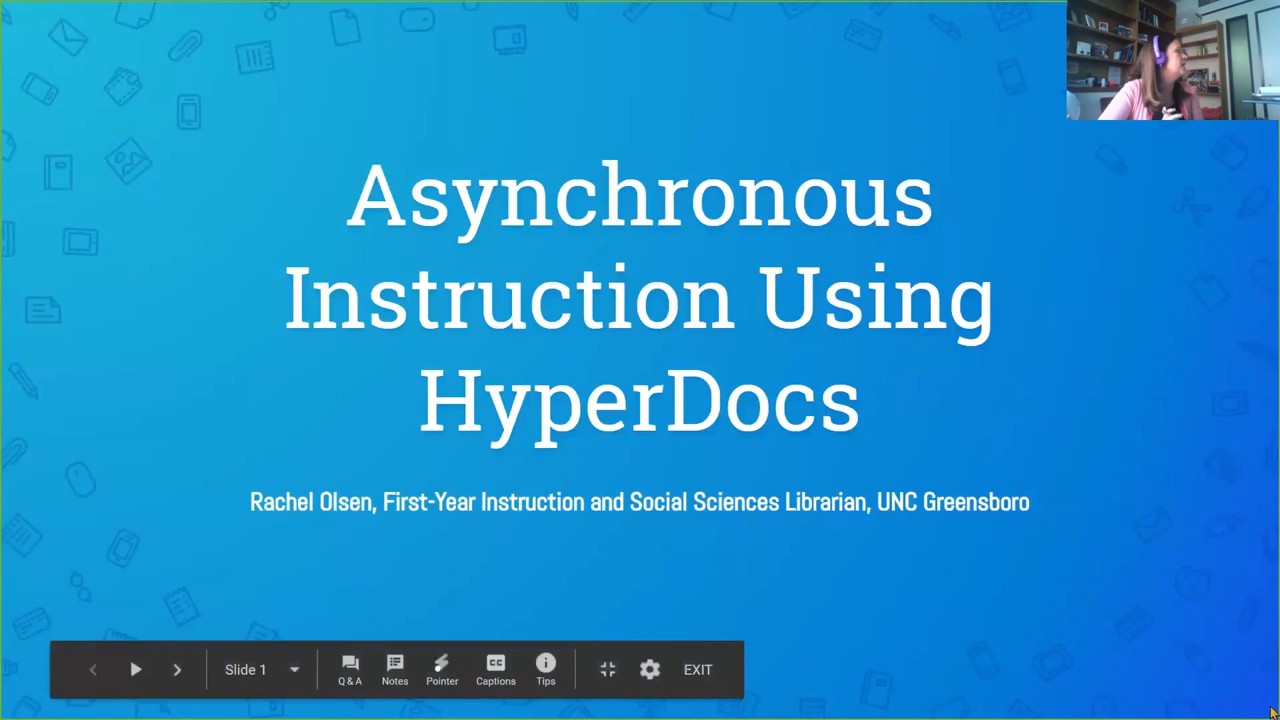 Asynchronous
Instruction Using
HyperDocs
Rachel Olsen, First-Year Instruction and Social Sciences Librarian, UNC Greensboro
Slide 1
Q & A
Notes
Pointer
CC
Captions
Tips
EXIT